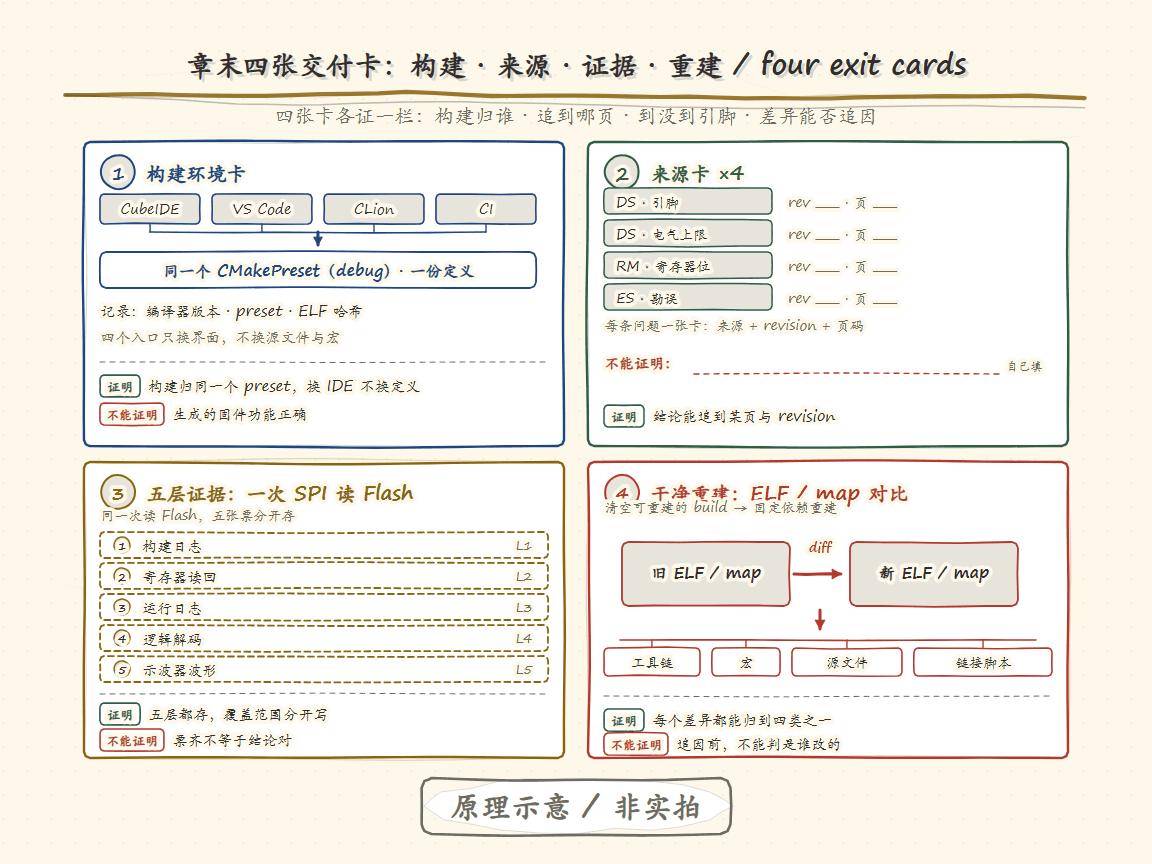 章末四张交付卡：构建 · 来源 · 证据 · 重建 / four exit cards
四张卡各证一栏：构建归谁 · 追到哪页 · 到没到引脚 · 差异能否追因
1 构建环境卡
CubeIDE VS Code CLion CI
同一个 CMakePreset (debug) · 一份定义
记录：编译器版本 · preset · ELF 哈希
四个入口只换界面，不换源文件与宏
证明 构建归同一个 preset，换 IDE 不换定义
不能证明 生成的固件功能正确
2 来源卡 ×4
DS · 引脚 rev ___ · 页 ___
DS · 电气上限 rev ___ · 页 ___
RM · 寄存器位 rev ___ · 页 ___
ES · 勘误 rev ___ · 页 ___
每条问题一张卡：来源 + revision + 页码
不能证明： 自己填
证明 结论能追到某页与 revision
3 五层证据：一次 SPI 读 Flash
同一次读 Flash，五张票分开存
1 构建日志 L1
2 寄存器读回 L2
3 运行日志 L3
4 逻辑解码 L4
5 示波器波形 L5
证明 五层都存，覆盖范围分开写
不能证明 票齐不等于结论对
4 干净重建：ELF / map 对比
清空可重建的 build → 固定依赖重建
旧 ELF / map diff 新 ELF / map
工具链 宏 源文件 链接脚本
证明 每个差异都能归到四类之一
不能证明 追因前，不能判是谁改的
原理示意 / 非实拍